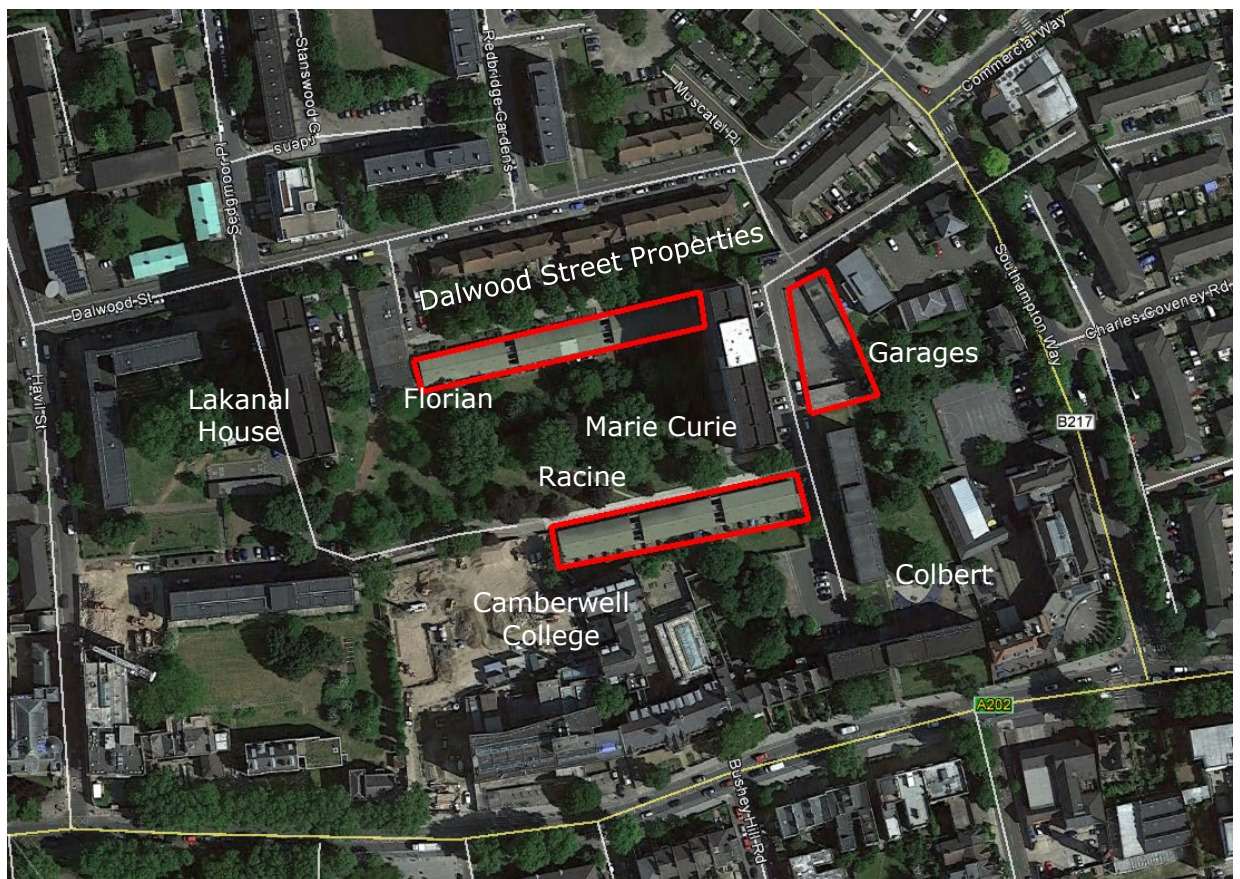 Stanswood Grdens
Redbridge-Gardens
Muscatel Pl
Commercial Way
Sedgmoor Pl
Dalwood Street Properties
Southampton Way
Charles Coveney Rd
Dalwood St
Garages
Havil St
Lakanal
House
Florian
Marie Curie
B217
Racine
Colbert
Camberwell
College
A202
Bushey Hill Rd